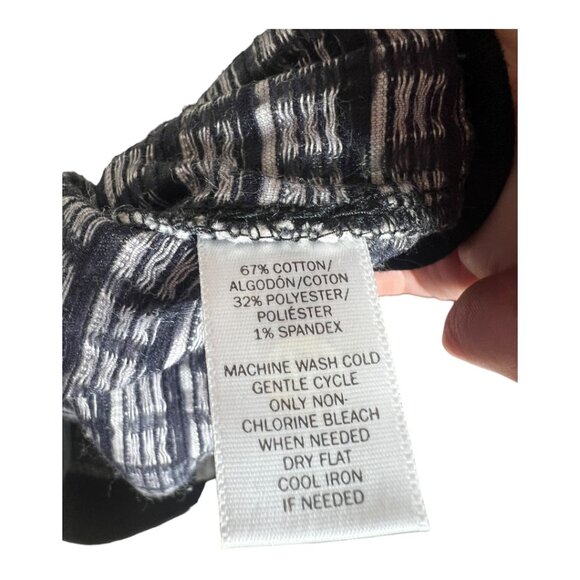 67% COTTON/
ALGODÓN/COTON
32% POLYESTER/
POLIÉSTER
1% SPANDEX
MACHINE WASH COLD
GENTLE CYCLE
ONLY NON-
CHLORINE BLEACH
WHEN NEEDED
DRY FLAT
COOL IRON
IF NEEDED